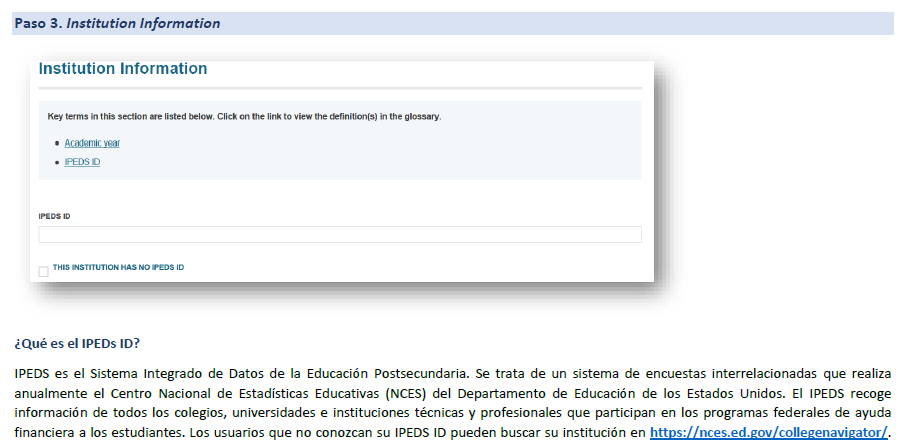 Paso 3. Institution Information
Institution Information
Key terms in this section are listed below. Click on the link to view the definition(s) in the glossary.
• Academic year
• IPEDS ID
IPEDS ID
THIS INSTITUTION HAS NO IPEDS ID
¿Qué es el IPEDs ID?
IPEDS es el Sistema Integrado de Datos de la Educación Postsecundaria. Se trata de un sistema de encuestas interrelacionadas que realiza
anualmente el Centro Nacional de Estadísticas Educativas (NCES) del Departamento de Educación de los Estados Unidos. El IPEDS recoge
información de todos los colegios, universidades e instituciones técnicas y profesionales que participan en los programas federales de ayuda
financiera a los estudiantes. Los usuarios que no conozcan su IPEDS ID pueden buscar su institución en https://nces.ed.gov/collegenavigator/.